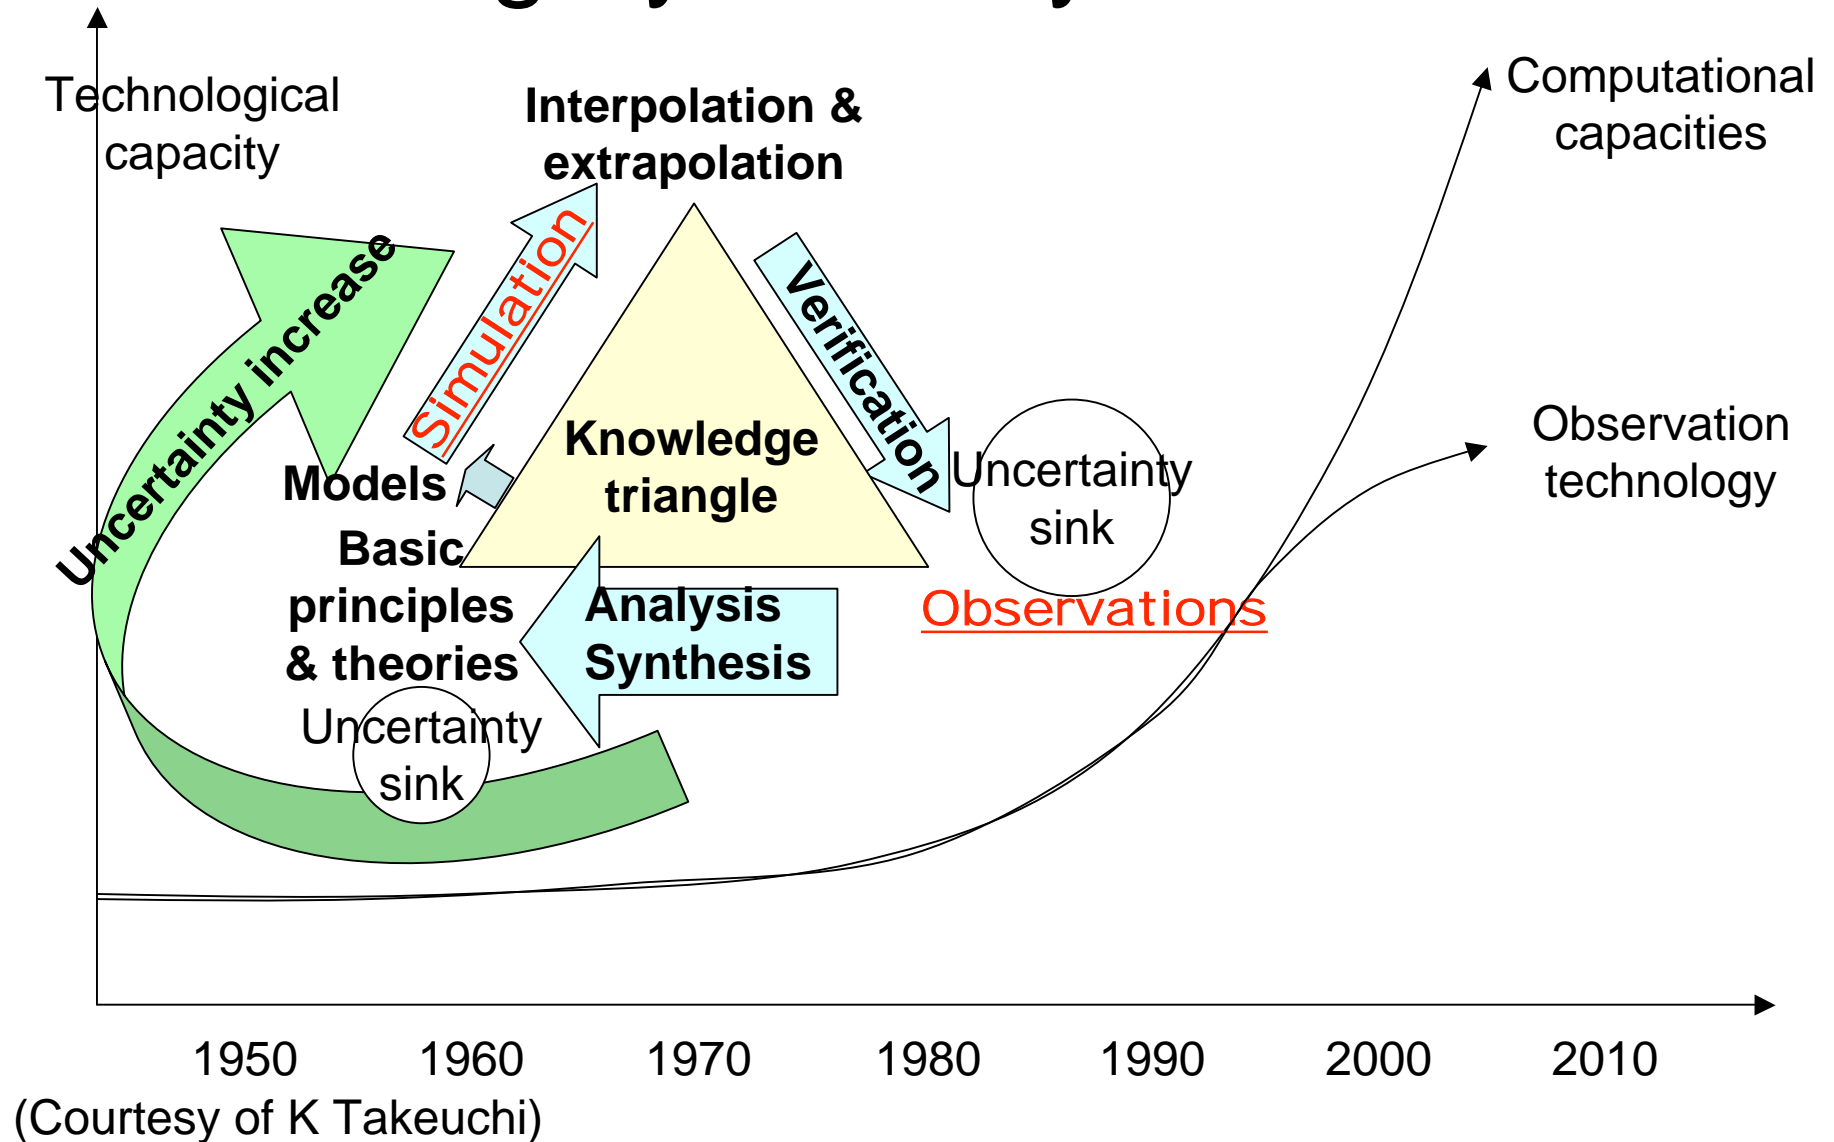 Technological
capacity
Interpolation &
extrapolation
Computational
capacities
Uncertainty increase
Simulation
Verification
Knowledge
triangle
Observation
technology
Models
Uncertainty
sink
Basic
principles
& theories
Analysis
Synthesis
Observations
Uncertainty
sink
1950 1960 1970 1980 1990 2000 2010
(Courtesy of K Takeuchi)